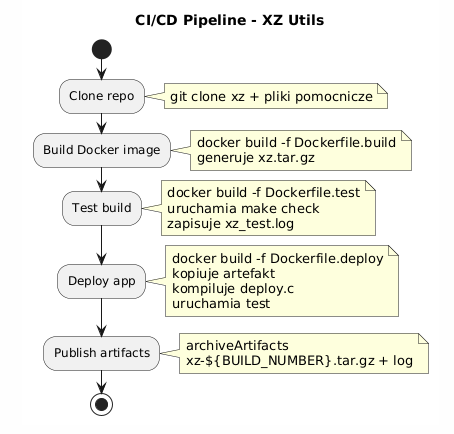 CI/CD Pipeline - XZ Utils
Clone repo
git clone xz + pliki pomocnicze
Build Docker image
docker build -f Dockerfile.build
generuje xz.tar.gz
Test build
docker build -f Dockerfile.test
uruchamia make check
zapisuje xz_test.log
Deploy app
docker build -f Dockerfile.deploy
kopiuje artefakt
kompiluje deploy.c
uruchamia test
Publish artifacts
archiveArtifacts
xz-${BUILD_NUMBER}.tar.gz + log